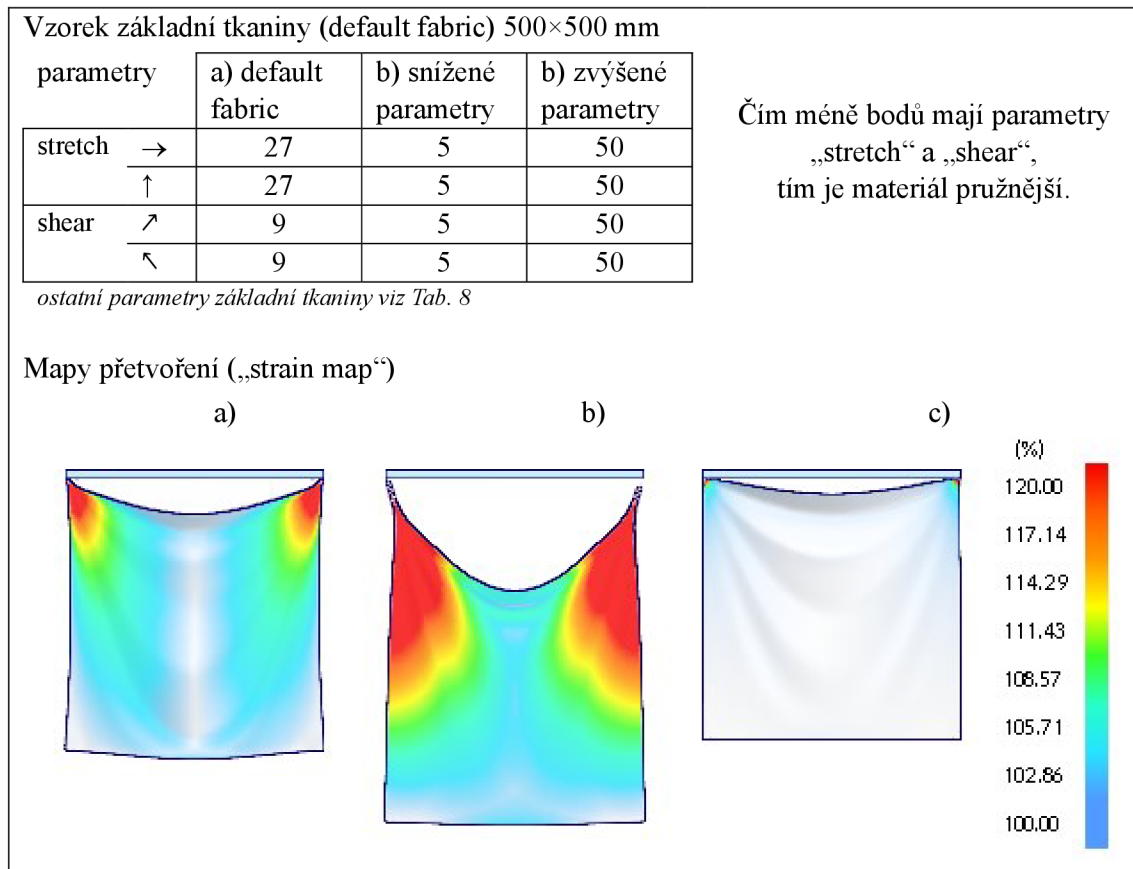 Vzorek základní tkaniny (default fabric) 500×500 mm
parametry a) default fabric b) snížené parametry b) zvýšené parametry
stretch → 27 5 50
↑ 27 5 50
shear ↗ 9 5 50
↖ 9 5 50
ostatní parametry základní tkaniny viz Tab. 8
Čím méně bodů mají parametry
„stretch“ a „shear“,
tím je materiál pružnější.
Mapy přetvoření („strain map“)
a) b) c)
(%)
120.00
117.14
114.29
111.43
108.57
105.71
102.86
100.00